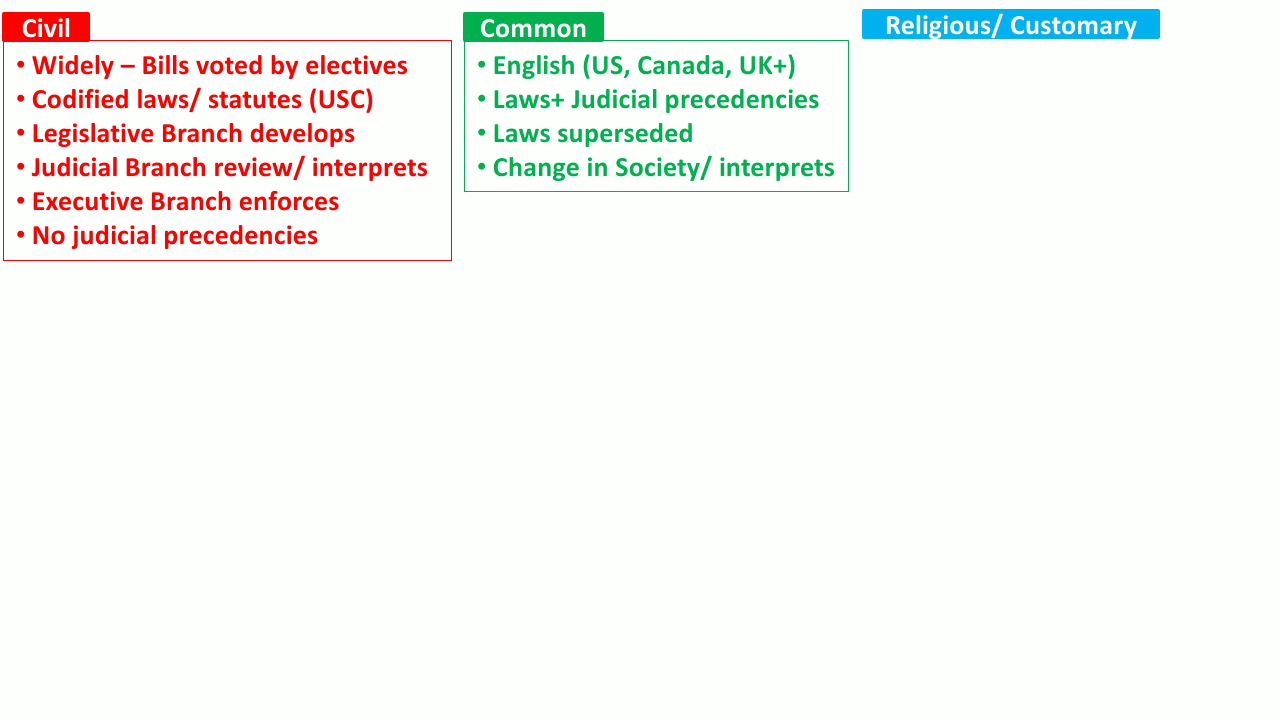 Civil
• Widely – Bills voted by electives
• Codified laws/ statutes (USC)
• Legislative Branch develops
• Judicial Branch review/ interprets
• Executive Branch enforces
• No judicial precedencies
Common
• English (US, Canada, UK+)
• Laws+ Judicial precedencies
• Laws superseded
• Change in Society/ interprets
Religious/ Customary